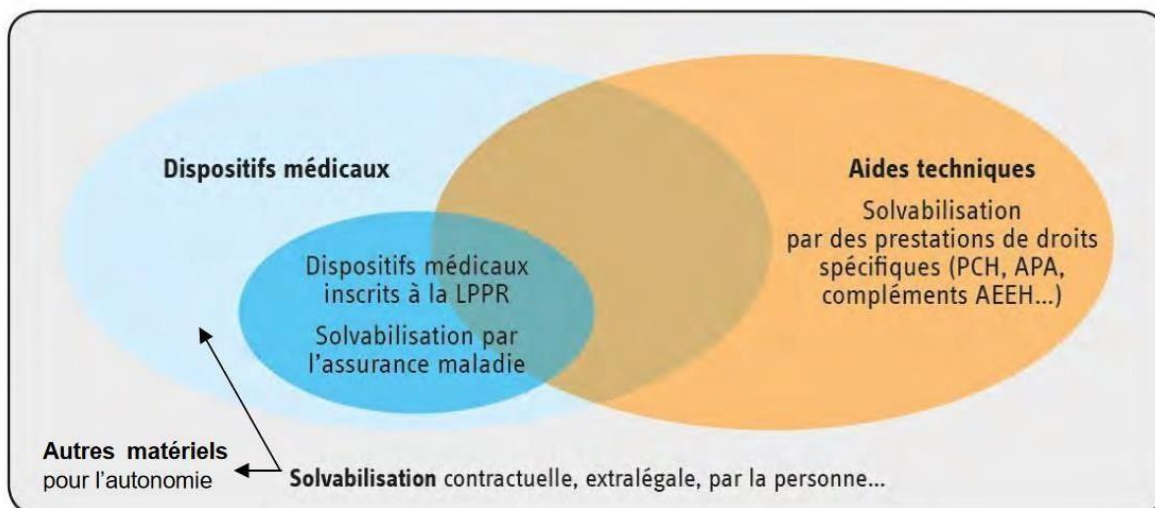 Dispositifs médicaux
Dispositifs médicaux
inscrits à la LPPR
Solvabilisation par
l’assurance maladie
Aides techniques
Solvabilisation
par des prestations de droits
spécifiques (PCH, APA,
compléments AEEH...)
Autres matériels
pour l’autonomie
Solvabilisation contractuelle, extralégale, par la personne...